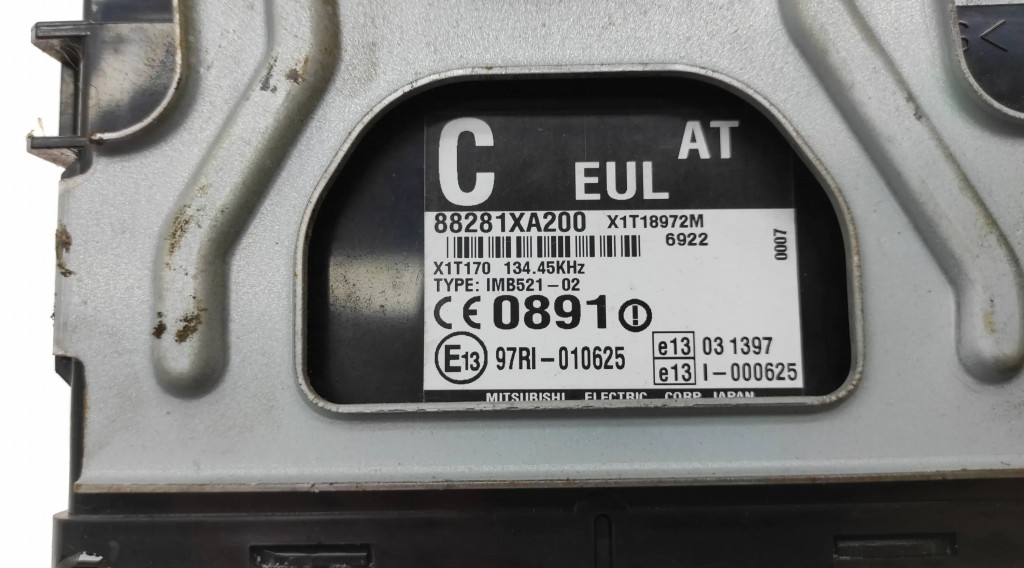 C EUL AT
88281XA200 X1T18972M
6922
0007
X1T170 134.45KHz
TYPE: IMB521-02
CE 0891
E13 97RI-010625
e13 03 1397
e13 I-000625
MITSUBISHI ELECTRIC CORP. JAPAN